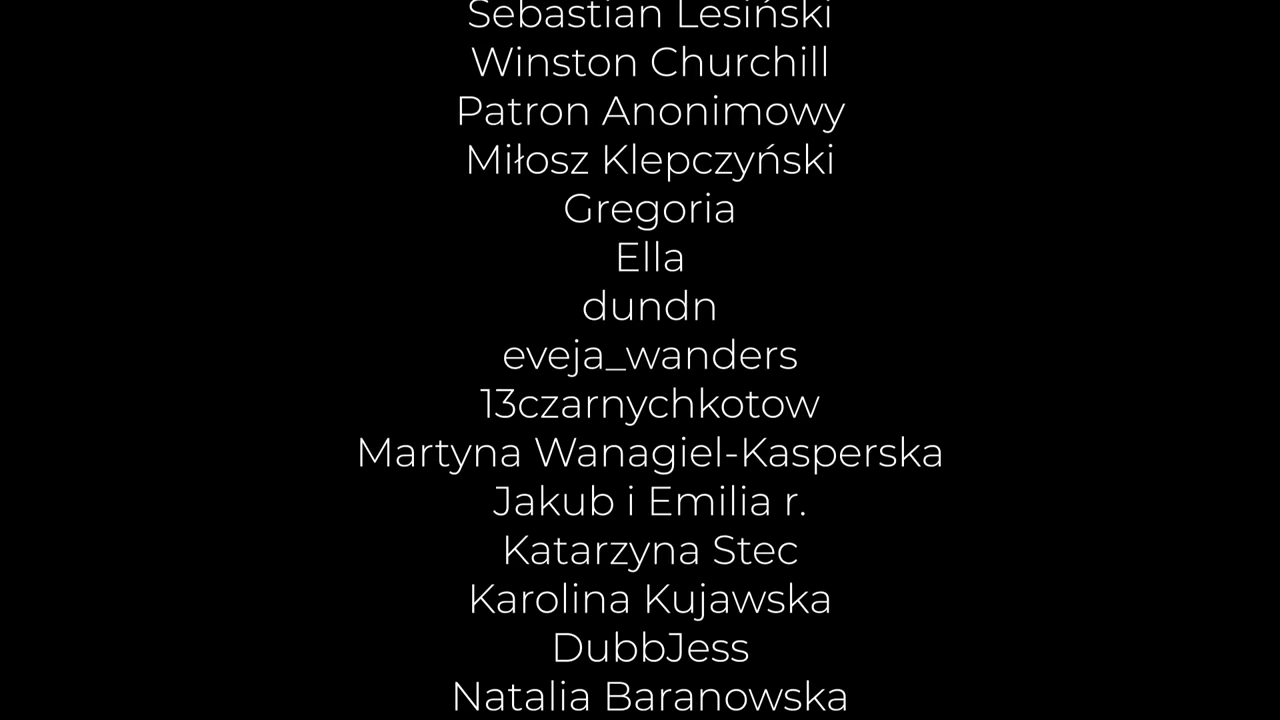 Sebastian Lesiński
Winston Churchill
Patron Anonimowy
Miłosz Klepczyński
Gregoria
Ella
dundn
eveja_wanders
13czarnychkotow
Martyna Wanagiel-Kasperska
Jakub i Emilia r.
Katarzyna Stec
Karolina Kujawska
DubbJess
Natalia Baranowska